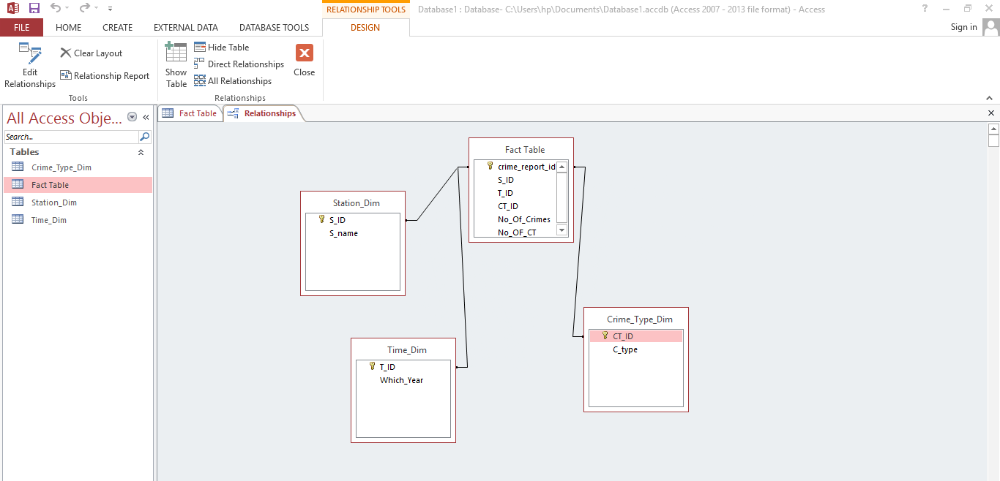 RELATIONSHIP TOOLS
Database1 : Database- C:\Users\hp\Documents\Database1.accdb (Access 2007 - 2013 file format) - Access
?
FILE HOME CREATE EXTERNAL DATA DATABASE TOOLS DESIGN
Sign in
Edit Relationships
Clear Layout
Relationship Report
Tools
Show Table
Hide Table
Direct Relationships
All Relationships
Relationships
Close
All Access Obje...
Search...
Tables
Crime_Type_Dim
Fact Table
Station_Dim
Time_Dim
Fact Table
Relationships
Fact Table
crime_report_id
S_ID
T_ID
CT_ID
No_Of_Crimes
No_OF_CT
Station_Dim
S_ID
S_name
Time_Dim
T_ID
Which_Year
Crime_Type_Dim
CT_ID
C_type